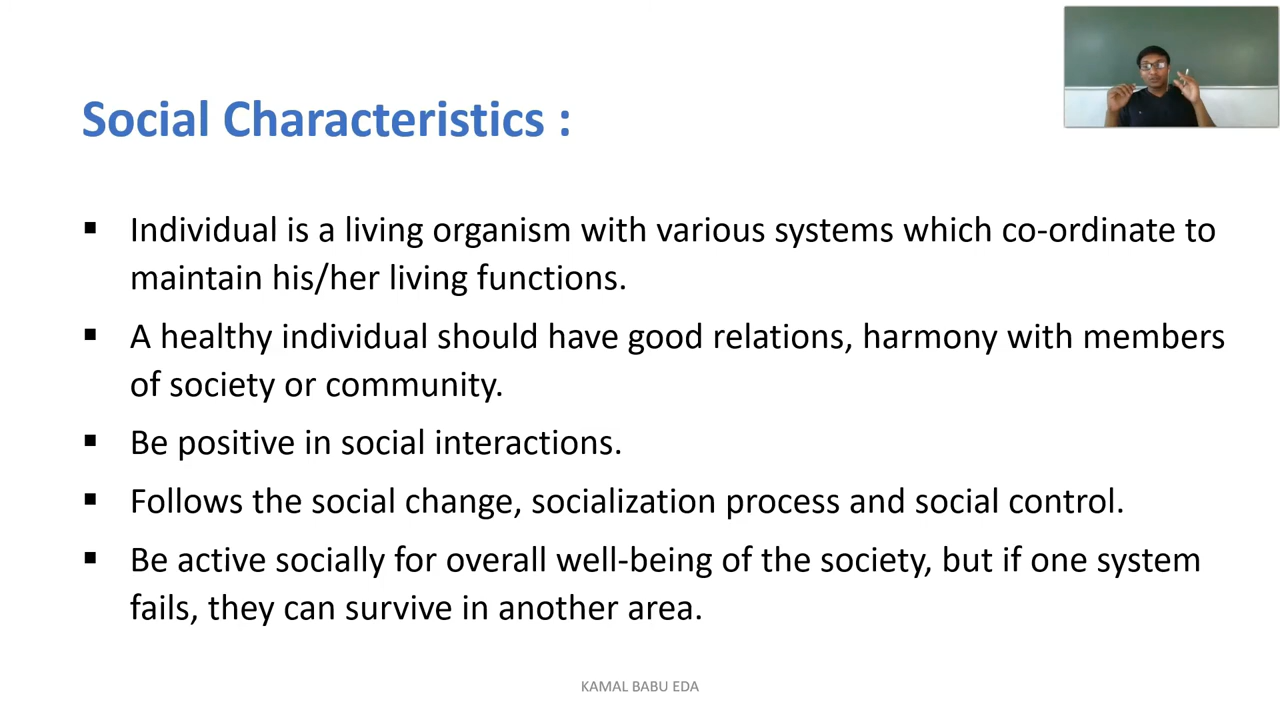 Social Characteristics :
▪ Individual is a living organism with various systems which co-ordinate to
maintain his/her living functions.
▪ A healthy individual should have good relations, harmony with members
of society or community.
▪ Be positive in social interactions.
▪ Follows the social change, socialization process and social control.
▪ Be active socially for overall well-being of the society, but if one system
fails, they can survive in another area.
KAMAL BABU EDA